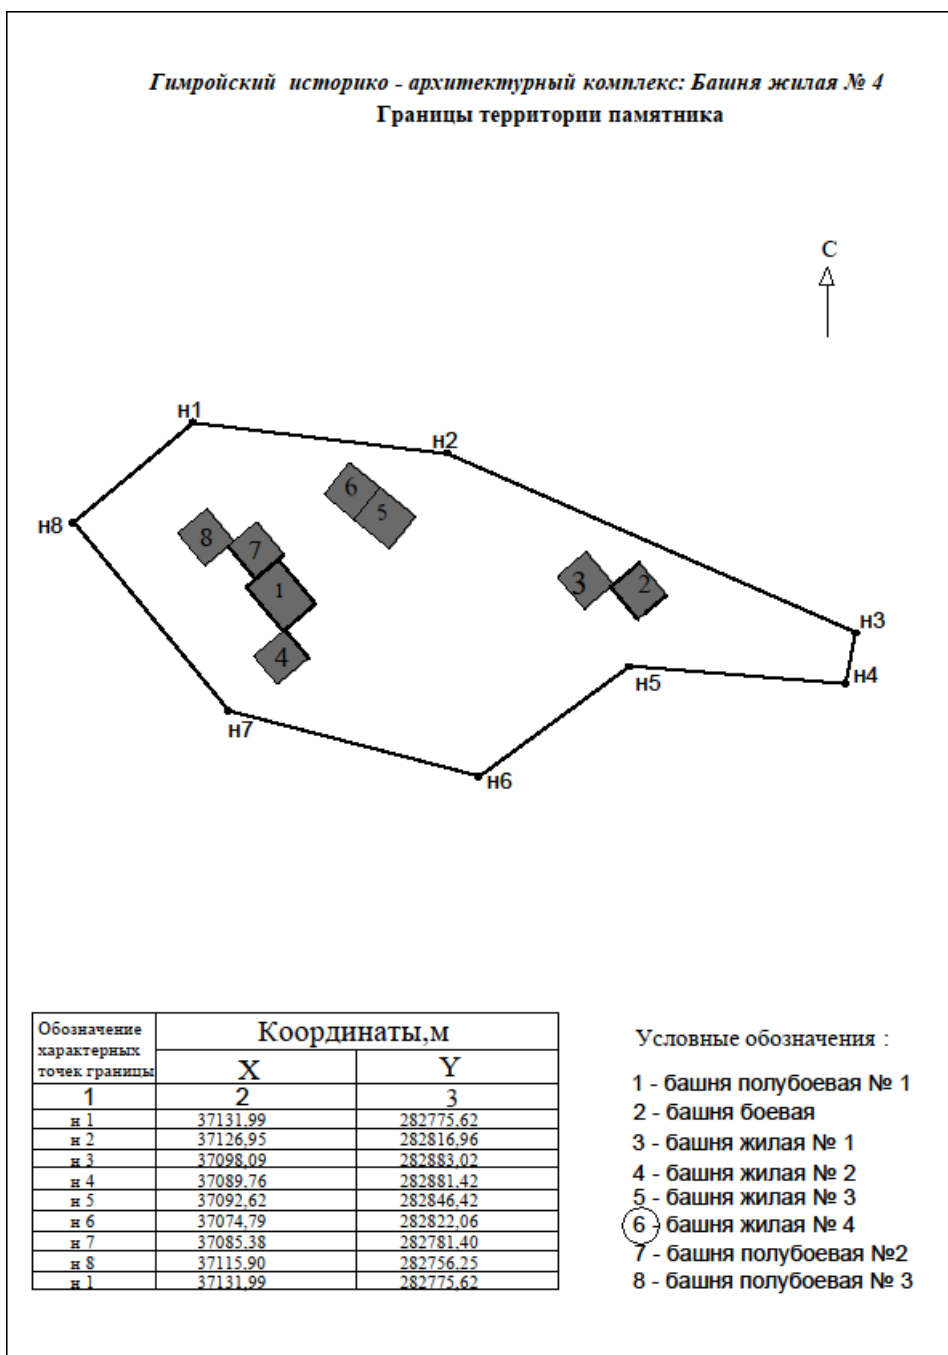 Гимройский историко - архитектурный комплекс: Башня жилая № 4
Границы территории памятника
С
н1
н2
н8
6
5
8
7
1
3
2
4
н3
н4
н5
н7
н6
Обозначение характерных точек границы | Координаты,м
X | Y
1 | 2 | 3
н 1 | 37131,99 | 282775,62
н 2 | 37126,95 | 282816,96
н 3 | 37098,09 | 282883,02
н 4 | 37089,76 | 282881,42
н 5 | 37092,62 | 282846,42
н 6 | 37074,79 | 282822,06
н 7 | 37085,38 | 282781,40
н 8 | 37115,90 | 282756,25
н 1 | 37131,99 | 282775,62
Условные обозначения :
1 - башня полубоевая № 1
2 - башня боевая
3 - башня жилая № 1
4 - башня жилая № 2
5 - башня жилая № 3
6 - башня жилая № 4
7 - башня полубоевая №2
8 - башня полубоевая № 3